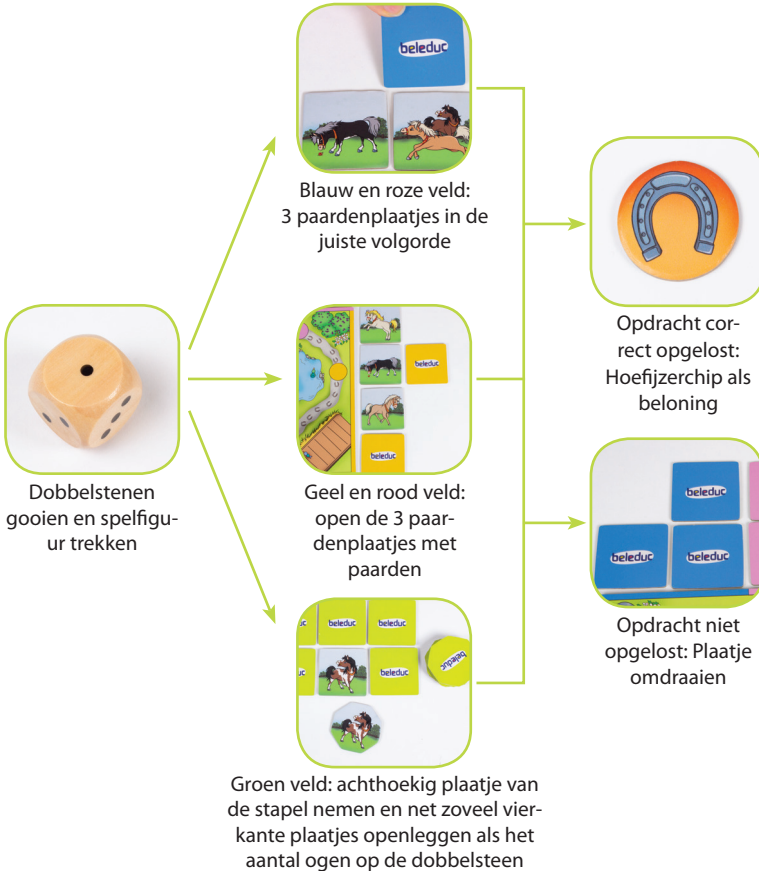 beleduc
Blauw en roze veld:
3 paardenplaatjes in de
juiste volgorde
Dobbelstenen
gooien en spelfigu-
ur trekken
beleduc
beleduc
Geel en rood veld:
open de 3 paar-
denplaatjes met
paarden
beleduc
beleduc
beleduc
beleduc
Groen veld: achthoekig plaatje van
de stapel nemen en net zoveel vier-
kante plaatjes openleggen als het
aantal ogen op de dobbelsteen
Opdracht cor-
rect opgelost:
Hoefijzerchip als
beloning
beleduc
beleduc
beleduc
Opdracht niet
opgelost: Plaatje
omdraaien